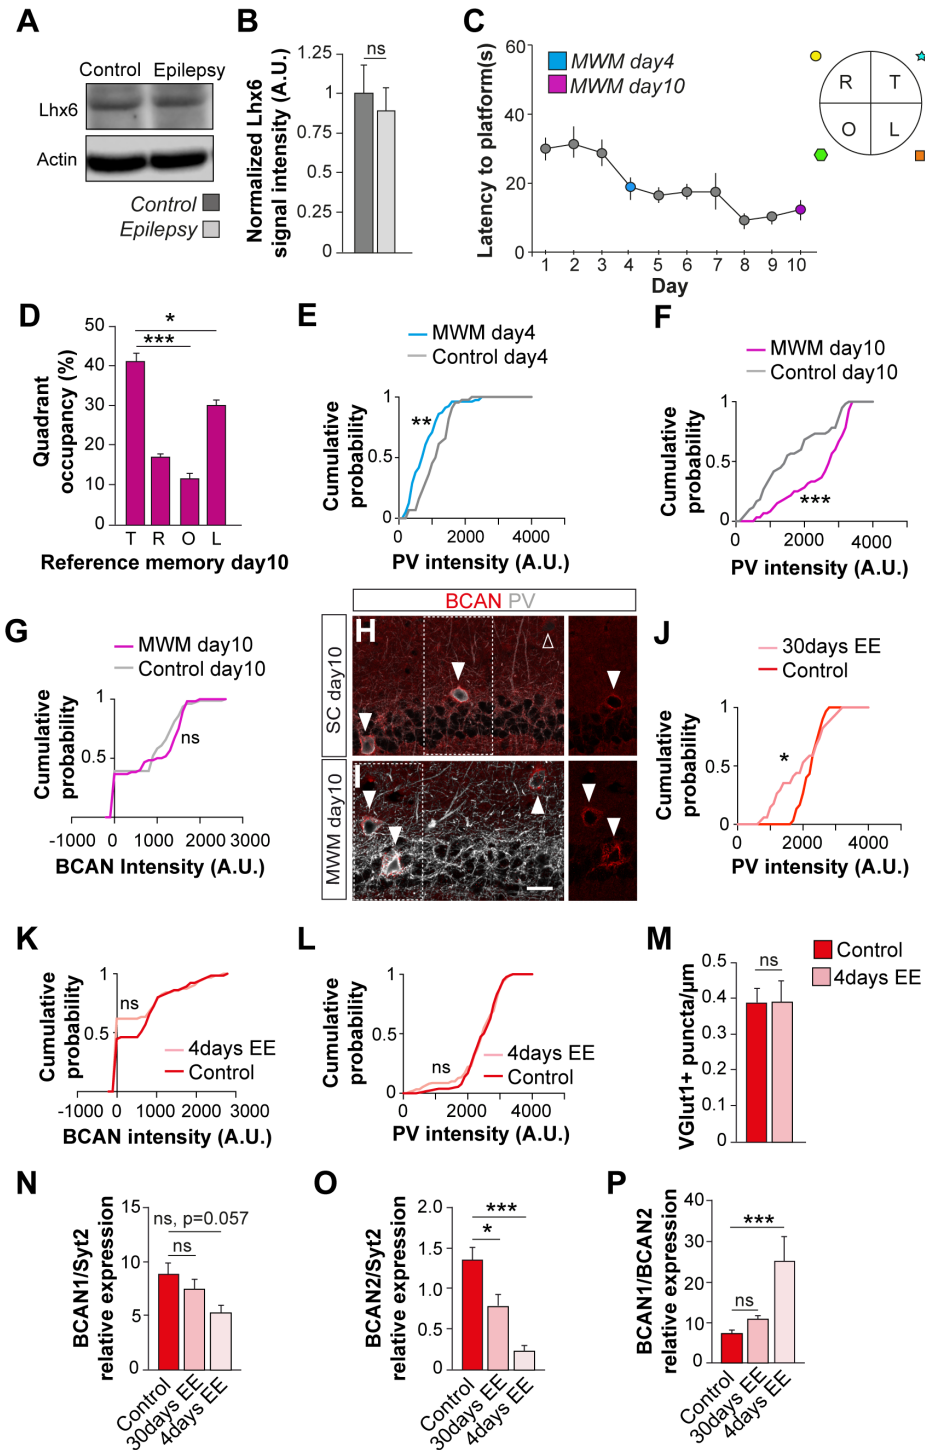 A
Control Epilepsy
Lhx6
Actin
Control
Epilepsy
B
Normalized Lhx6
signal intensity (A.U.)
1.25
1
0.75
0.5
0.25
0
ns
C
Latency to platform(s)
60
40
20
0
MWM day4
MWM day10
1 2 3 4 5 6 7 8 9 10
Day
R T
O L
D
Quadrant
occupancy (%)
50
40
30
20
10
0
*
***
T R O L
Reference memory day10
E
MWM day4
Control day4
Cumulative
probability
1
0.5
0
**
0 2000 4000
PV intensity (A.U.)
F
MWM day10
Control day10
Cumulative
probability
1
0.5
0
***
0 2000 4000
PV intensity (A.U.)
G
MWM day10
Control day10
Cumulative
probability
1
0.5
ns
-1000 0 1000 2000 3000
BCAN Intensity (A.U.)
BCAN PV
SC day10
H
MWM day10
I
J
30days EE
Control
Cumulative
probability
1
0.5
0
*
0 2000 4000
PV intensity (A.U.)
K
Cumulative
probability
1
0.5
ns
4days EE
Control
-1000 0 1000 2000 3000
BCAN intensity (A.U.)
L
Cumulative
probability
1
0.5
0
ns
4days EE
Control
0 2000 4000
PV intensity (A.U.)
M
Control
4days EE
VGlut1+ puncta/µm
0.5
0.4
0.3
0.2
0.1
0
ns
N
BCAN1/Syt2
relative expression
15
10
5
0
ns, p=0.057
ns
Control
30days EE
4days EE
O
BCAN2/Syt2
relative expression
2.0
1.5
1.0
0.5
0
***
*
Control
30days EE
4days EE
P
BCAN1/BCAN2
relative expression
40
30
20
10
0
***
ns
Control
30days EE
4days EE